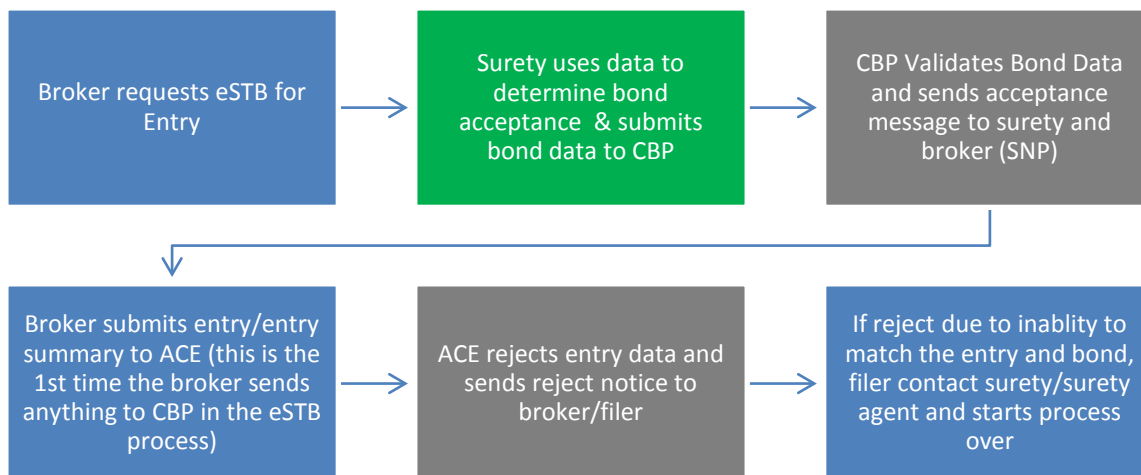 Broker requests eSTB for
Entry
Surety uses data to
determine bond
acceptance & submits
bond data to CBP
CBP Validates Bond Data
and sends acceptance
message to surety and
broker (SNP)
Broker submits entry/entry
summary to ACE (this is the
1st time the broker sends
anything to CBP in the eSTB
process)
ACE rejects entry data and
sends reject notice to
broker/filer
If reject due to inablity to
match the entry and bond,
filer contact surety/surety
agent and starts process
over